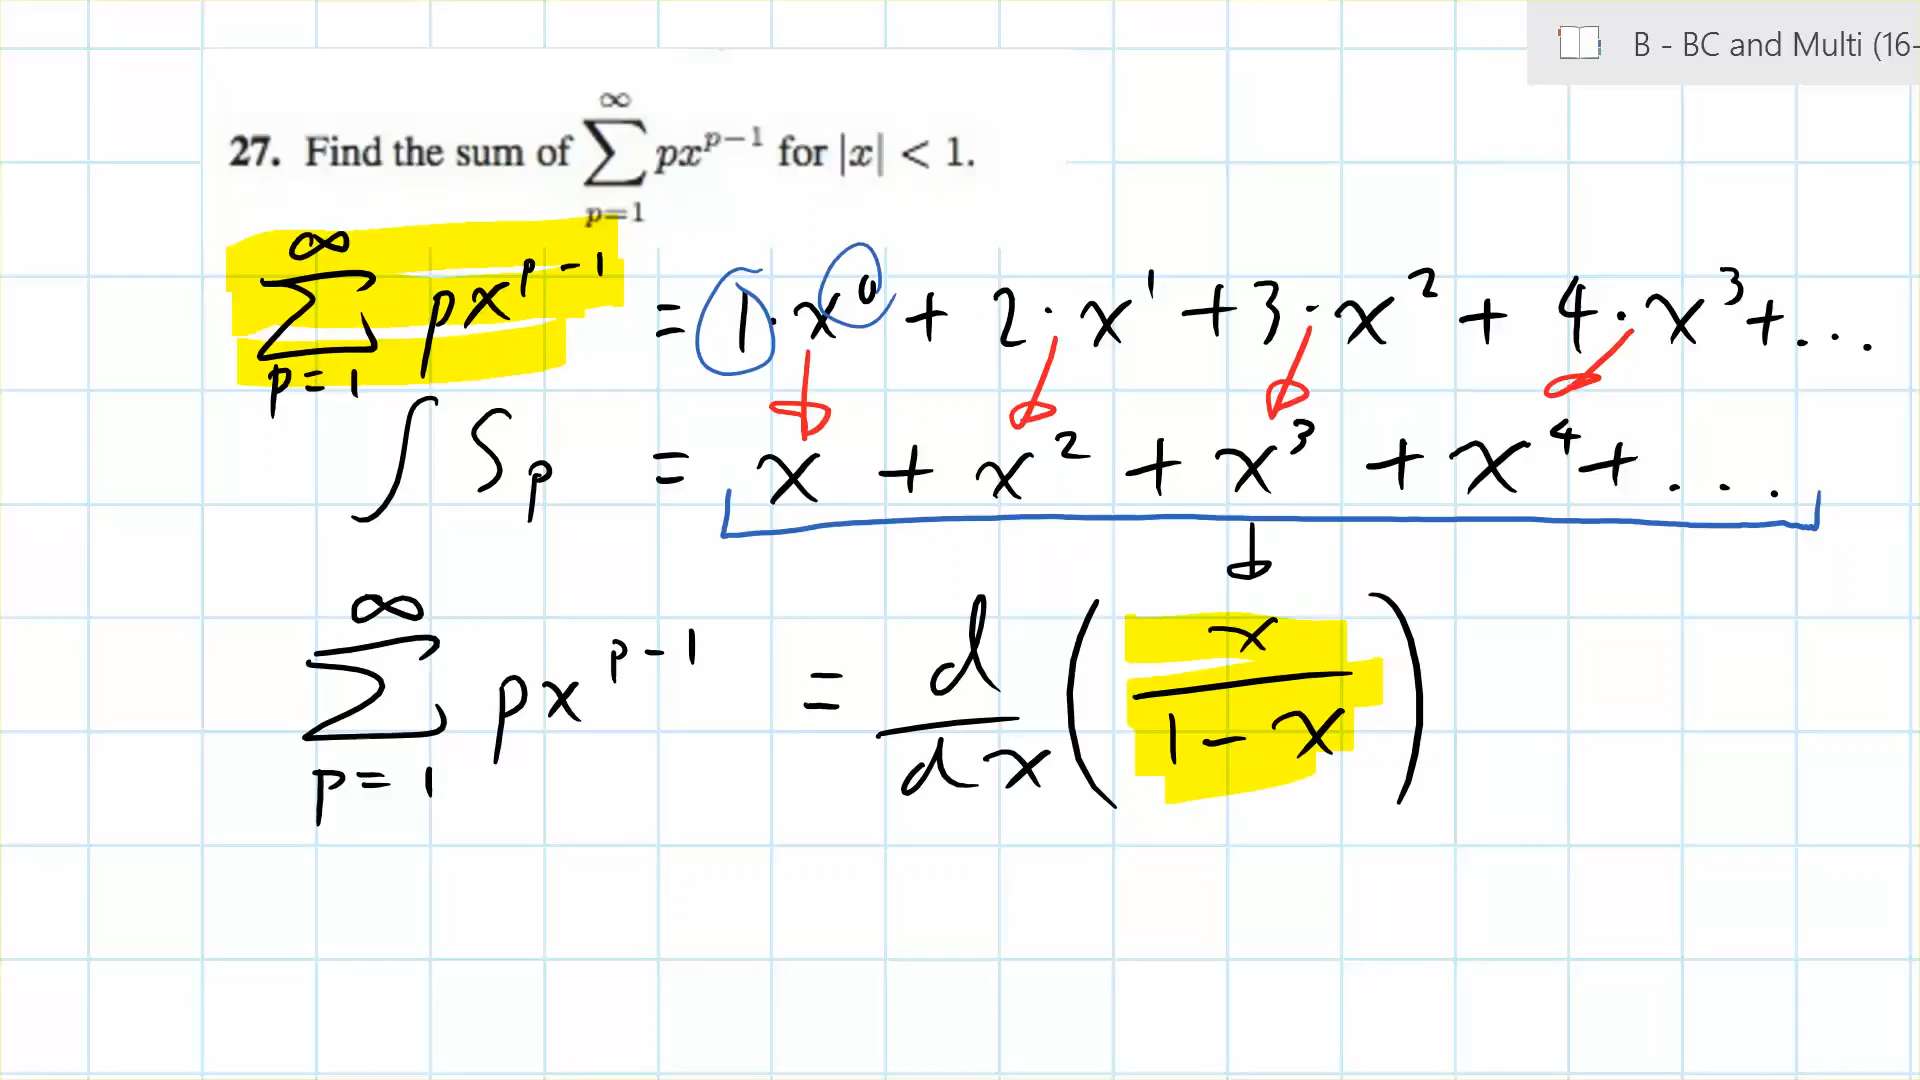 B - BC and Multi (16-
27. Find the sum of ∑_{p=1}^{∞} px^{p−1} for |x| < 1.
∑_{p=1}^{∞} px^{p-1} = 1·x^0 + 2·x^1 + 3·x^2 + 4·x^3 + ...
∫ S_p = x + x^2 + x^3 + x^4 + ...
∑_{p=1}^{∞} px^{p-1} = d/dx (x/(1-x))